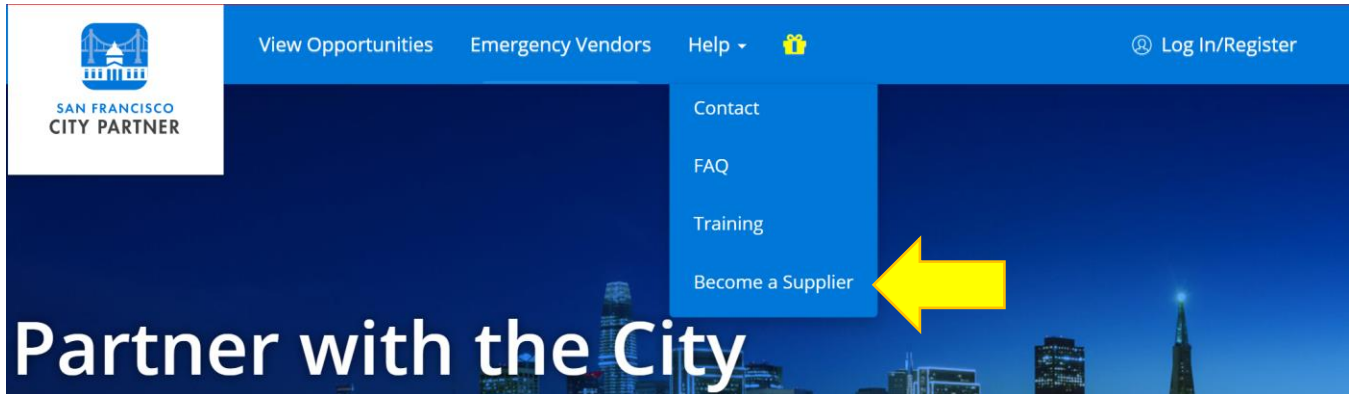 View Opportunities Emergency Vendors Help Log In/Register
SAN FRANCISCO
CITY PARTNER
Contact
FAQ
Training
Become a Supplier
Partner with the City